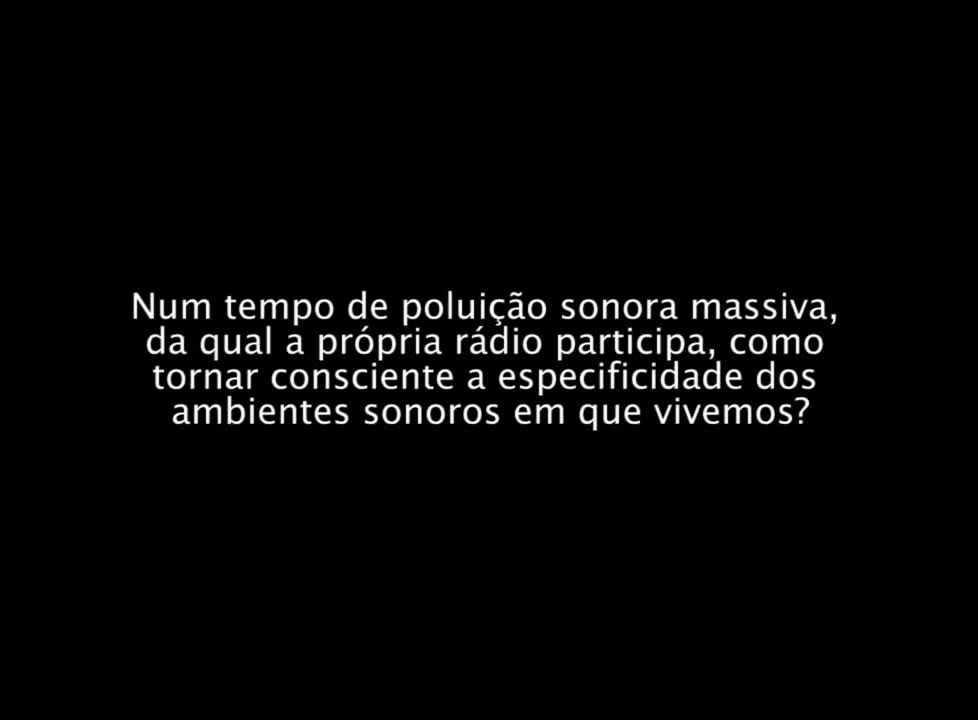 Num tempo de poluição sonora massiva,
da qual a própria rádio participa, como
tornar consciente a especificidade dos
ambientes sonoros em que vivemos?